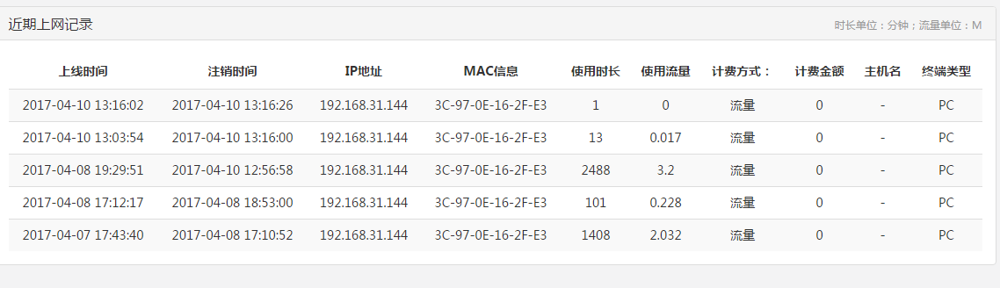 近期上网记录 时长单位：分钟；流量单位：M
上线时间 注销时间 IP地址 MAC信息 使用时长 使用流量 计费方式： 计费金额 主机名 终端类型
2017-04-10 13:16:02 2017-04-10 13:16:26 192.168.31.144 3C-97-0E-16-2F-E3 1 0 流量 0 - PC
2017-04-10 13:03:54 2017-04-10 13:16:00 192.168.31.144 3C-97-0E-16-2F-E3 13 0.017 流量 0 - PC
2017-04-08 19:29:51 2017-04-10 12:56:58 192.168.31.144 3C-97-0E-16-2F-E3 2488 3.2 流量 0 - PC
2017-04-08 17:12:17 2017-04-08 18:53:00 192.168.31.144 3C-97-0E-16-2F-E3 101 0.228 流量 0 - PC
2017-04-07 17:43:40 2017-04-08 17:10:52 192.168.31.144 3C-97-0E-16-2F-E3 1408 2.032 流量 0 - PC